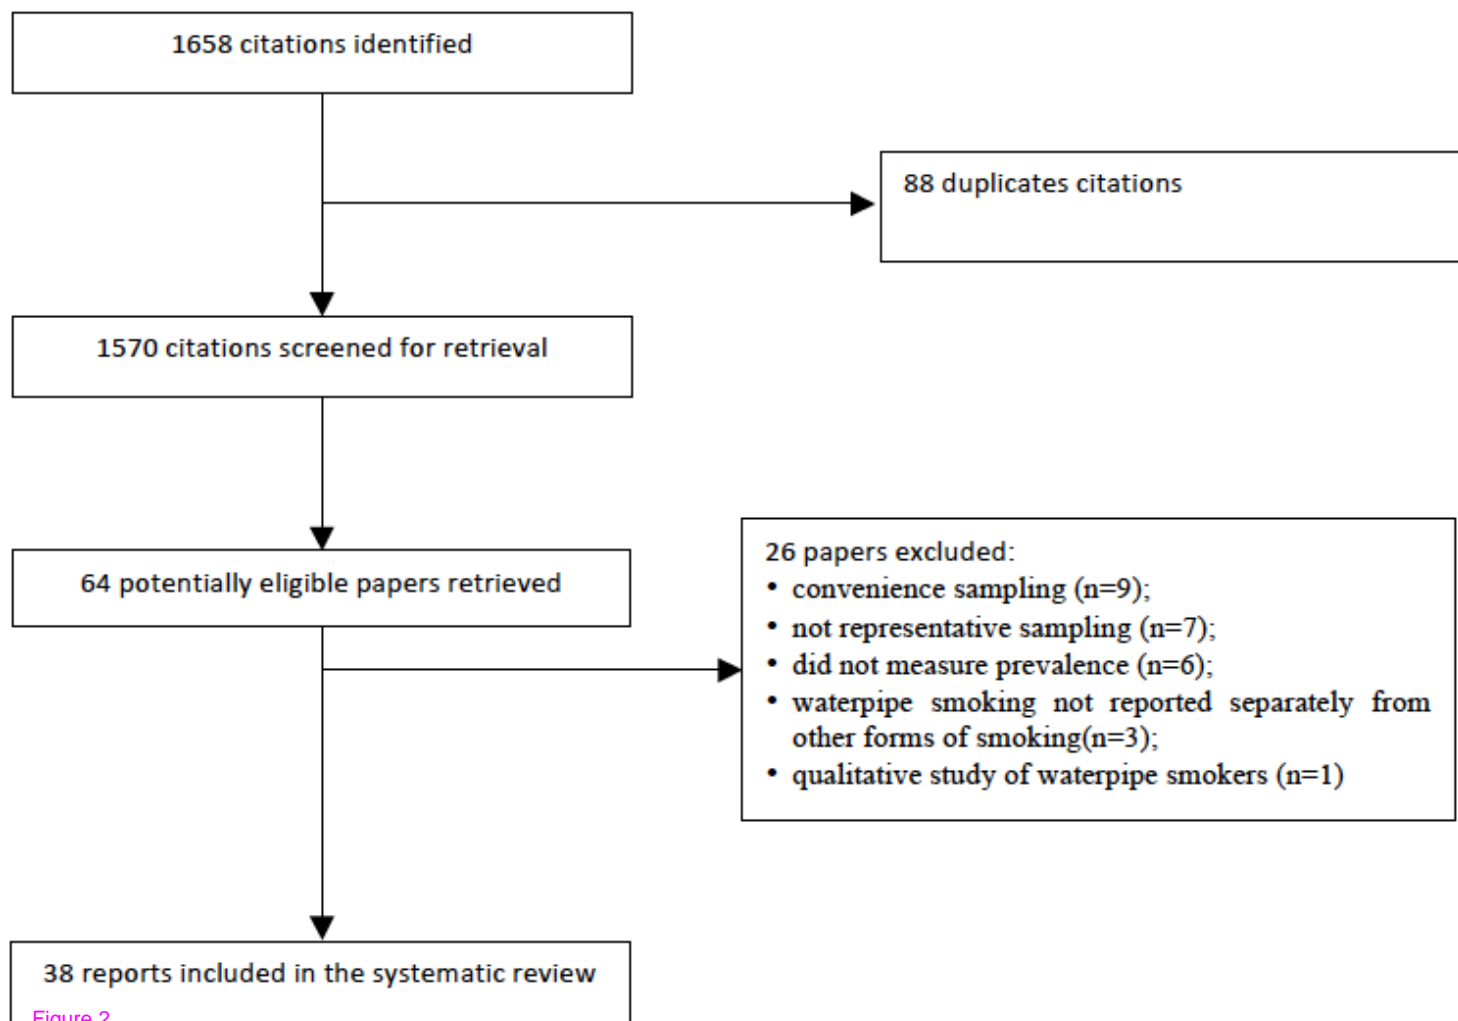 1658 citations identified
88 duplicates citations
1570 citations screened for retrieval
64 potentially eligible papers retrieved
26 papers excluded:
• convenience sampling (n=9);
• not representative sampling (n=7);
• did not measure prevalence (n=6);
• waterpipe smoking not reported separately from
other forms of smoking(n=3);
• qualitative study of waterpipe smokers (n=1)
38 reports included in the systematic review
Figure 2